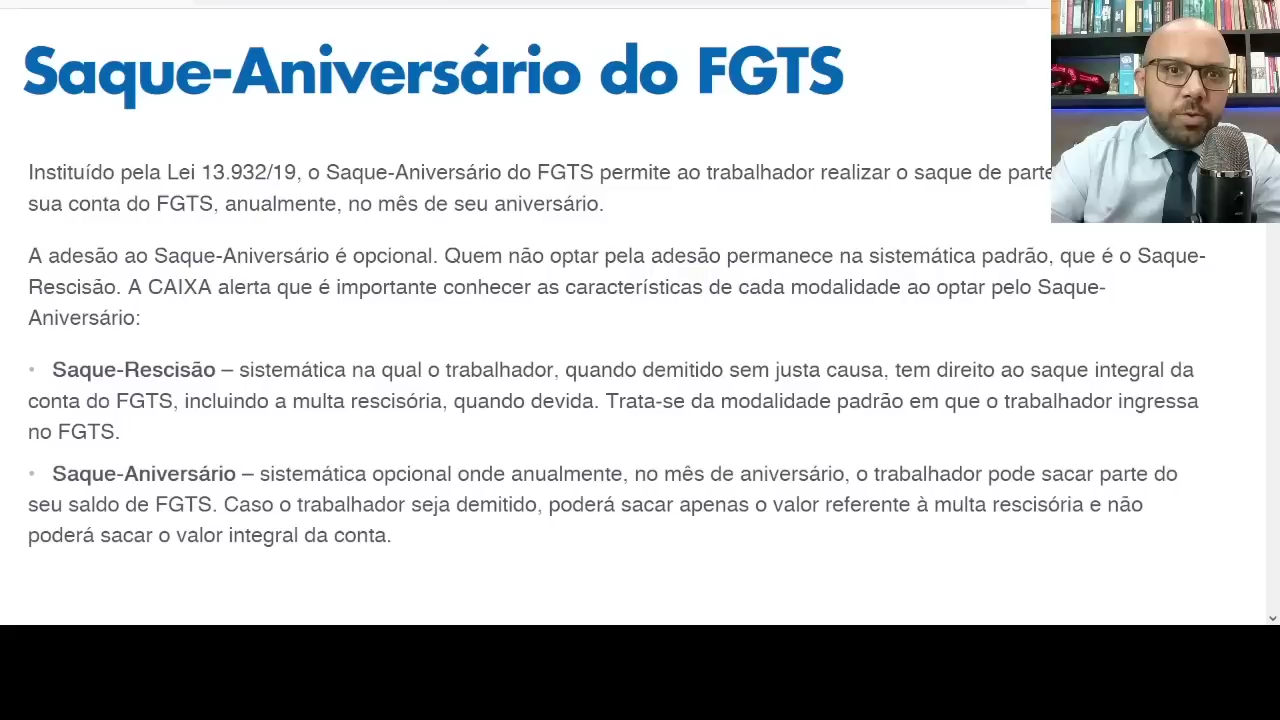 Saque-Aniversário do FGTS
Instituído pela Lei 13.932/19, o Saque-Aniversário do FGTS permite ao trabalhador realizar o saque de parte
sua conta do FGTS, anualmente, no mês de seu aniversário.
A adesão ao Saque-Aniversário é opcional. Quem não optar pela adesão permanece na sistemática padrão, que é o Saque-
Rescisão. A CAIXA alerta que é importante conhecer as características de cada modalidade ao optar pelo Saque-
Aniversário:
• Saque-Rescisão – sistemática na qual o trabalhador, quando demitido sem justa causa, tem direito ao saque integral da
conta do FGTS, incluindo a multa rescisória, quando devida. Trata-se da modalidade padrão em que o trabalhador ingressa
no FGTS.
• Saque-Aniversário – sistemática opcional onde anualmente, no mês de aniversário, o trabalhador pode sacar parte do
seu saldo de FGTS. Caso o trabalhador seja demitido, poderá sacar apenas o valor referente à multa rescisória e não
poderá sacar o valor integral da conta.